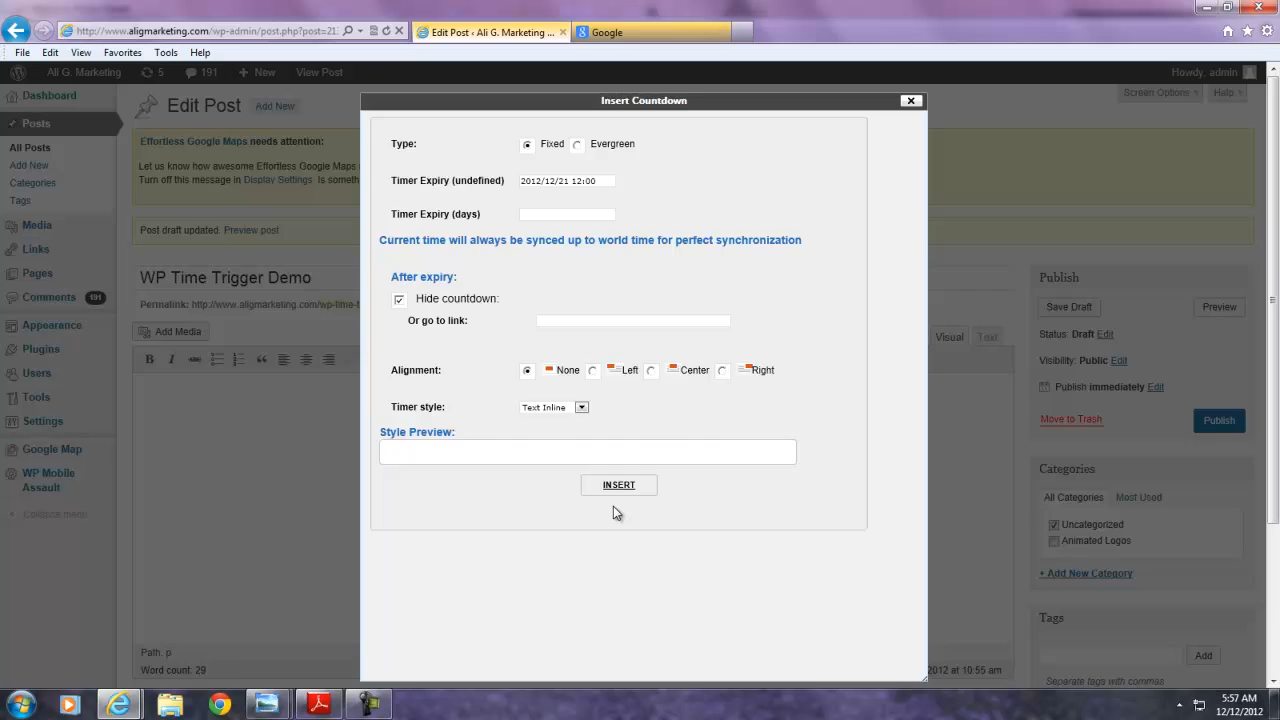 http://www.aligmarketing.com/wp-admin/post.php?post=21
Edit Post ‹ Ali G. Marketing ...
Google
File Edit View Favorites Tools Help
Ali G. Marketing 5 191 + New View Post
Howdy, admin
Dashboard
Posts
All Posts
Add New
Categories
Tags
Media
Links
Pages
Comments 191
Appearance
Plugins
Users
Tools
Settings
Google Map
WP Mobile
Assault
Collapse menu
Edit Post Add New
Screen Options Help
Effortless Google Maps needs attention:
Let us know how awesome Effortless Google Maps
Turn off this message in Display Settings. Is someth
Post draft updated. Preview post
WP Time Trigger Demo
Permalink: http://www.aligmarketing.com/wp-time-t
Add Media
Visual Text
B I
Path: p
Word count: 29
2012 at 10:55 am
Insert Countdown
Type: Fixed Evergreen
Timer Expiry (undefined) 2012/12/21 12:00
Timer Expiry (days)
Current time will always be synced up to world time for perfect synchronization
After expiry:
Hide countdown:
Or go to link:
Alignment: None Left Center Right
Timer style: Text Inline
Style Preview:
INSERT
Publish
Save Draft Preview
Status: Draft Edit
Visibility: Public Edit
Publish immediately Edit
Move to Trash Publish
Categories
All Categories Most Used
Uncategorized
Animated Logos
+ Add New Category
Tags
Add
Separate tags with commas
5:57 AM
12/12/2012